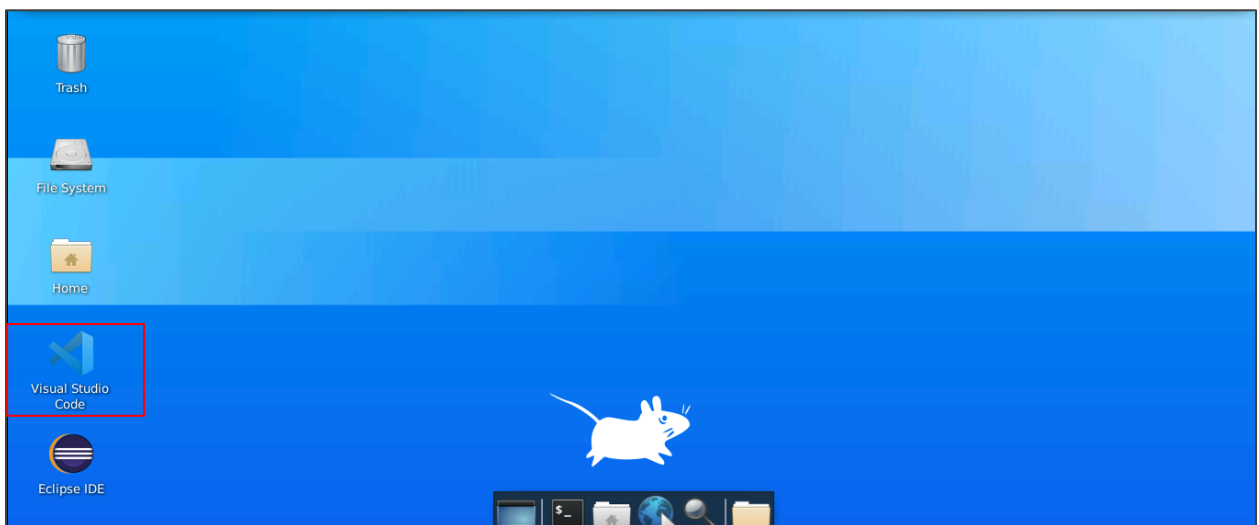 Trash
File System
Home
Visual Studio
Code
Eclipse IDE
$_